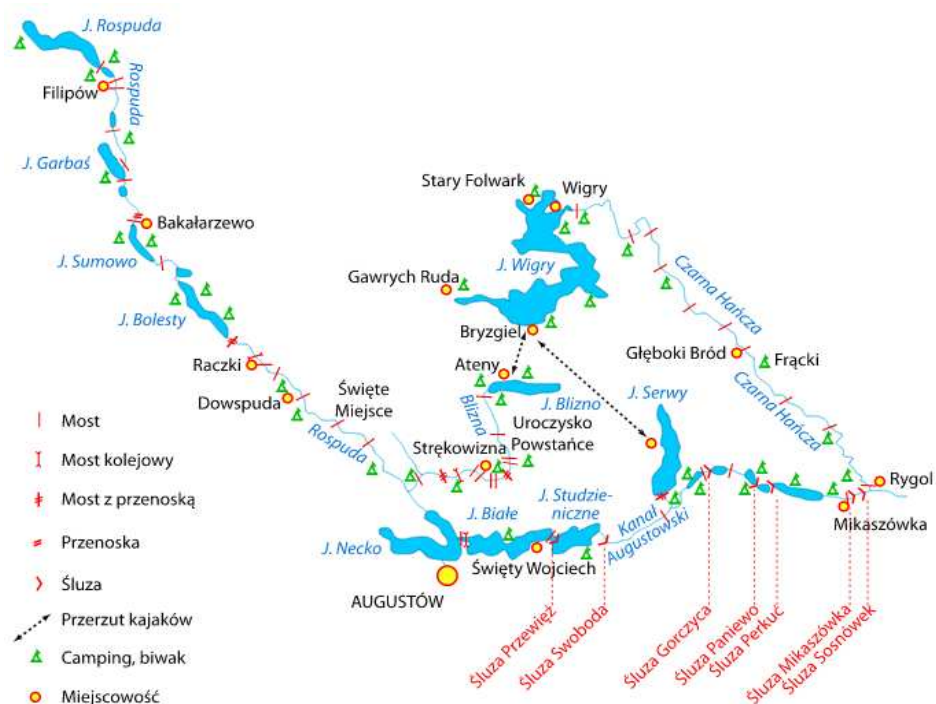 J. Rospuda
Filipów
Rospuda
J. Garbaś
Bakałarzewo
J. Sumowo
J. Bolesty
Raczki
Dowspuda
Rospuda
Święte
Miejsce
Stary Folwark
Wigry
J. Wigry
Gawrych Ruda
Bryzgiel
Ateny
J. Blizno
Blizna
Uroczysko
Powstańce
Strękowizna
Czarna Hańcza
Głęboki Bród
Frącki
Czarna Hańcza
J. Serwy
Rygol
Mikaszówka
J. Studzie-
niczne
J. Białe
J. Necko
Święty Wojciech
Kanał
Augustowski
AUGUSTÓW
Śluza Przewięź
Śluza Swoboda
Śluza Gorczyca
Śluza Paniewo
Śluza Perkuć
Śluza Mikaszówka
Śluza Sosnówek
Most
Most kolejowy
Most z przenoską
Przenoska
Śluza
Przerzut kajaków
Camping, biwak
Miejscowość